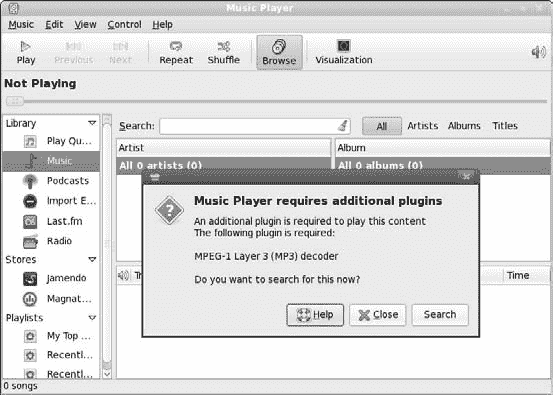 Music Player
Music Edit View Control Help
Play Previous Next Repeat Shuffle Browse Visualization
Not Playing
Library
Play Qu...
Music
Podcasts
Import E...
Last.fm
Radio
Stores
Jamendo
Magnat...
Playlists
My Top ...
Recentl...
Recentl...
Search:
All Artists Albums Titles
Artist Album
All 0 artists (0) All 0 albums (0)
Time
Music Player requires additional plugins
An additional plugin is required to play this content
The following plugin is required:
MPEG-1 Layer 3 (MP3) decoder
Do you want to search for this now?
Help Close Search
0 songs